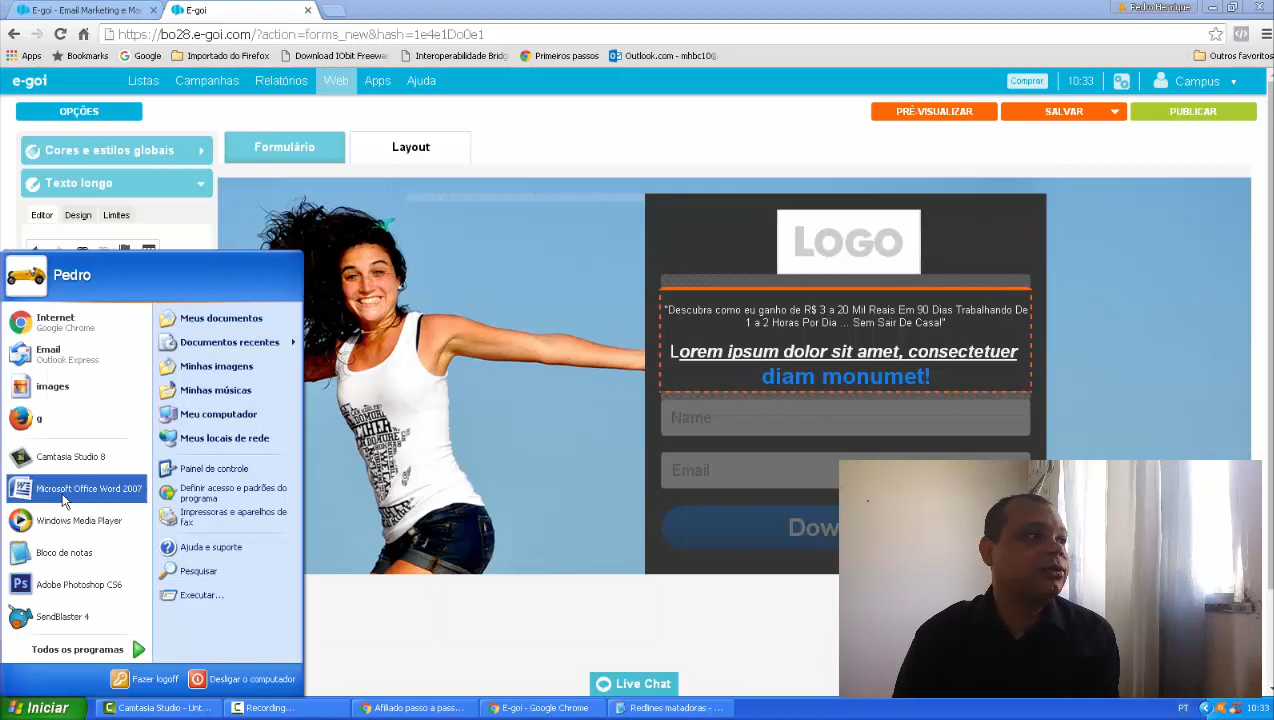 E-goi - Email Marketing e Ma
E-goi
Pedro Henrique
https://bo28.e-goi.com/?action=forms_new&hash=1e4e1Do0e1
Apps
Bookmarks
Google
Importado do Firefox
Download IObit Freewar
Interoperabilidade Bridg
Primeiros passos
Outlook.com - mhbc10@
Outros favoritos
e-goi
Listas
Campanhas
Relatórios
Web
Apps
Ajuda
Comprar
10:33
Campus
OPÇÕES
PRÉ-VISUALIZAR
SALVAR
PUBLICAR
Cores e estilos globais
Formulário
Layout
Texto longo
Editor
Design
Limites
LOGO
"Descubra como eu ganho de R$ 3 a 20 Mil Reais Em 90 Dias Trabalhando De
1 a 2 Horas Por Dia ... Sem Sair De Casa!"
Lorem ipsum dolor sit amet, consectetuer
diam monumet!
Name
Email
Dow
Pedro
Internet
Google Chrome
Email
Outlook Express
images
g
Camtasia Studio 8
Microsoft Office Word 2007
Windows Media Player
Bloco de notas
Adobe Photoshop CS6
SendBlaster 4
Todos os programas
Meus documentos
Documentos recentes
Minhas imagens
Minhas músicas
Meu computador
Meus locais de rede
Painel de controle
Definir acesso e padrões do
programa
Impressoras e aparelhos de
fax
Ajuda e suporte
Pesquisar
Executar...
Fazer logoff
Desligar o computador
Live Chat
Iniciar
Camtasia Studio - Unt...
Recording...
Afiliado passo a pass...
E-goi - Google Chrome
Redlines matadoras - ...
PT
10:33